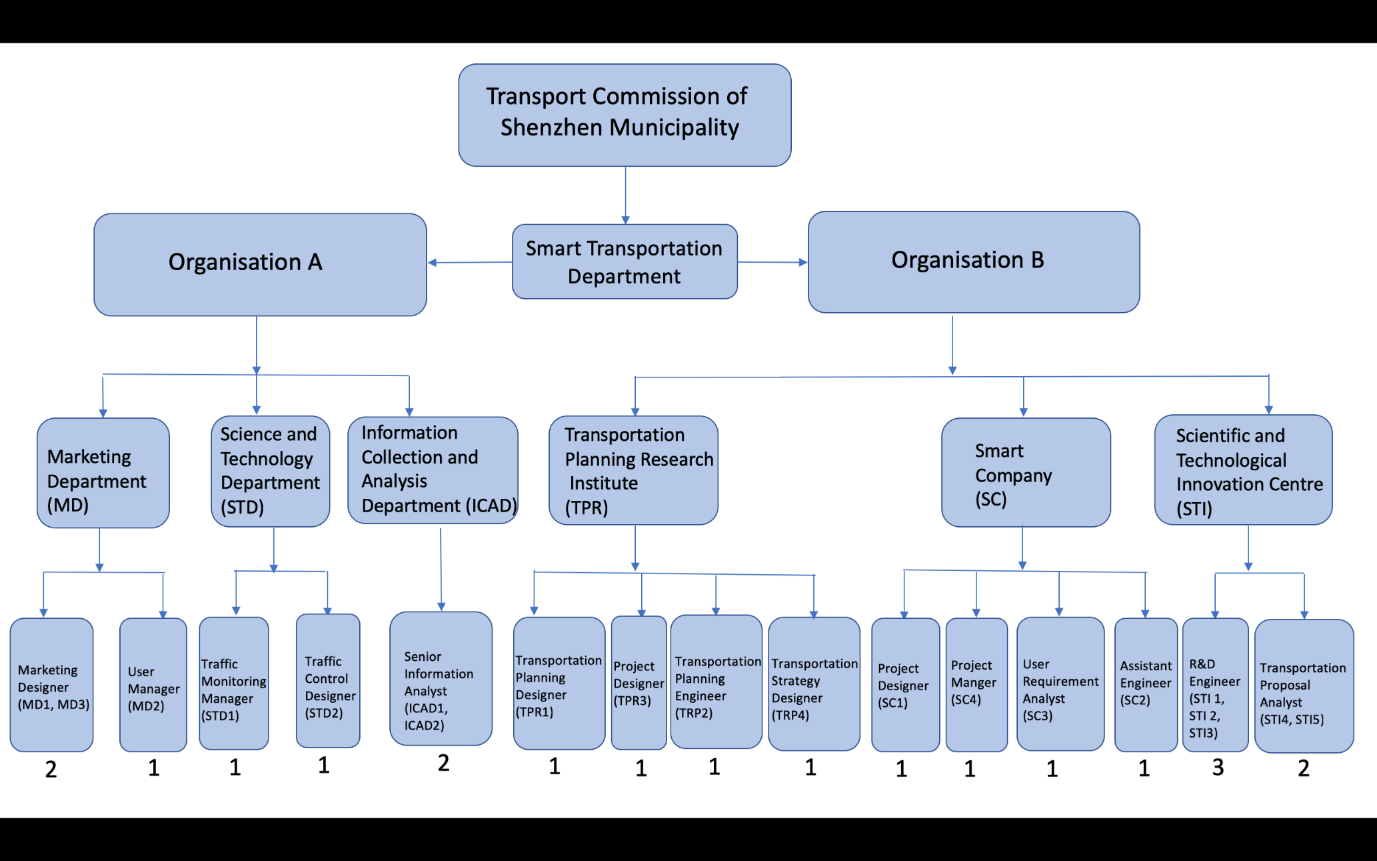 Transport Commission of
Shenzhen Municipality
Organisation A
Smart Transportation
Department
Organisation B
Marketing
Department
(MD)
Science and
Technology
Department
(STD)
Information
Collection and
Analysis
Department (ICAD)
Transportation
Planning Research
Institute
(TPR)
Smart
Company
(SC)
Scientific and
Technological
Innovation Centre
(STI)
Marketing
Designer
(MD1, MD3)
User
Manager
(MD2)
Traffic
Monitoring
Manager
(STD1)
Traffic
Control
Designer
(STD2)
Senior
Information
Analyst
(ICAD1,
ICAD2)
Transportation
Planning
Designer
(TPR1)
Project
Designer
(TPR3)
Transportation
Planning
Engineer
(TRP2)
Transportation
Strategy
Designer
(TRP4)
Project
Designer
(SC1)
Project
Manger
(SC4)
User
Requirement
Analyst
(SC3)
Assistant
Engineer
(SC2)
R&D
Engineer
(STI 1,
STI 2,
STI3)
Transportation
Proposal
Analyst
(STI4, STI5)
2
1
1
1
2
1
1
1
1
1
1
1
1
3
2